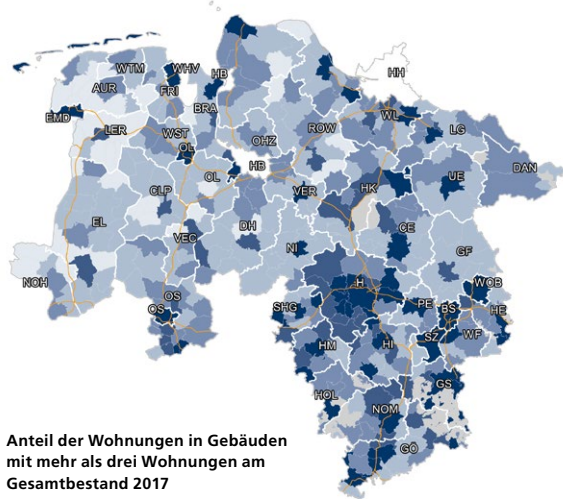 WTM
WHV
HB
HH
AUR
FRI
BRA
EMD
LER
WST
OHZ
ROW
WL
LG
OL
HB
DAN
OL
CLP
VER
HK
UE
EL
DH
CE
VEC
NI
GF
NOH
H
OS
OS
SHG
PE
BS
WOB
HE
HM
HI
SZ
WF
HOL
GS
NOM
GÖ
Anteil der Wohnungen in Gebäuden
mit mehr als drei Wohnungen am
Gesamtbestand 2017